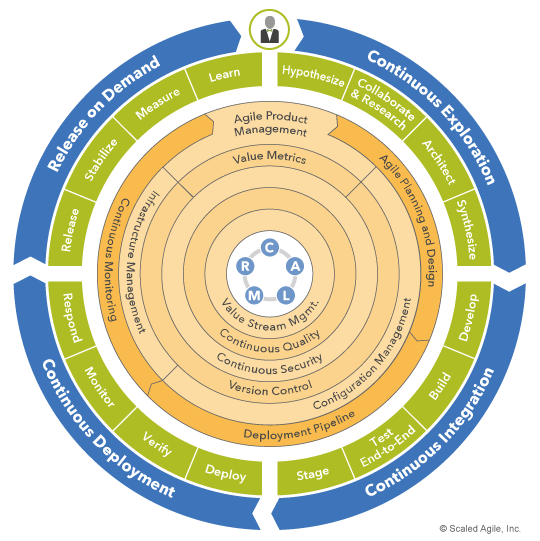 Continuous Exploration
Hypothesize
Collaborate
& Research
Architect
Synthesize
Continuous Integration
Develop
Build
Test
End-to-End
Stage
Continuous Deployment
Deploy
Verify
Monitor
Respond
Release on Demand
Release
Stabilize
Measure
Learn
Agile Product
Management
Agile Planning and Design
Continuous Monitoring
Deployment Pipeline
Value Metrics
Infrastructure Management
Configuration Management
Version Control
Continuous Security
Continuous Quality
Value Stream Mgmt.
C
A
L
M
R
© Scaled Agile, Inc.